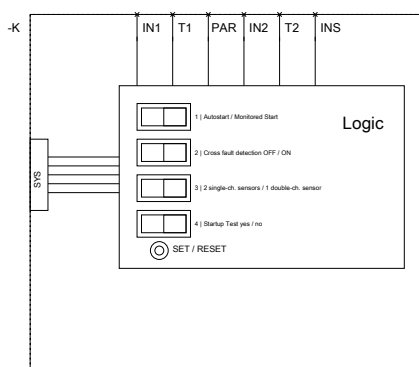 -K IN1 T1 PAR IN2 T2 INS
1 | Autostart / Monitored Start
Logic
2 | Cross fault detection OFF / ON
SYS
3 | 2 single-ch. sensors / 1 double-ch. sensor
4 | Startup Test yes / no
SET / RESET